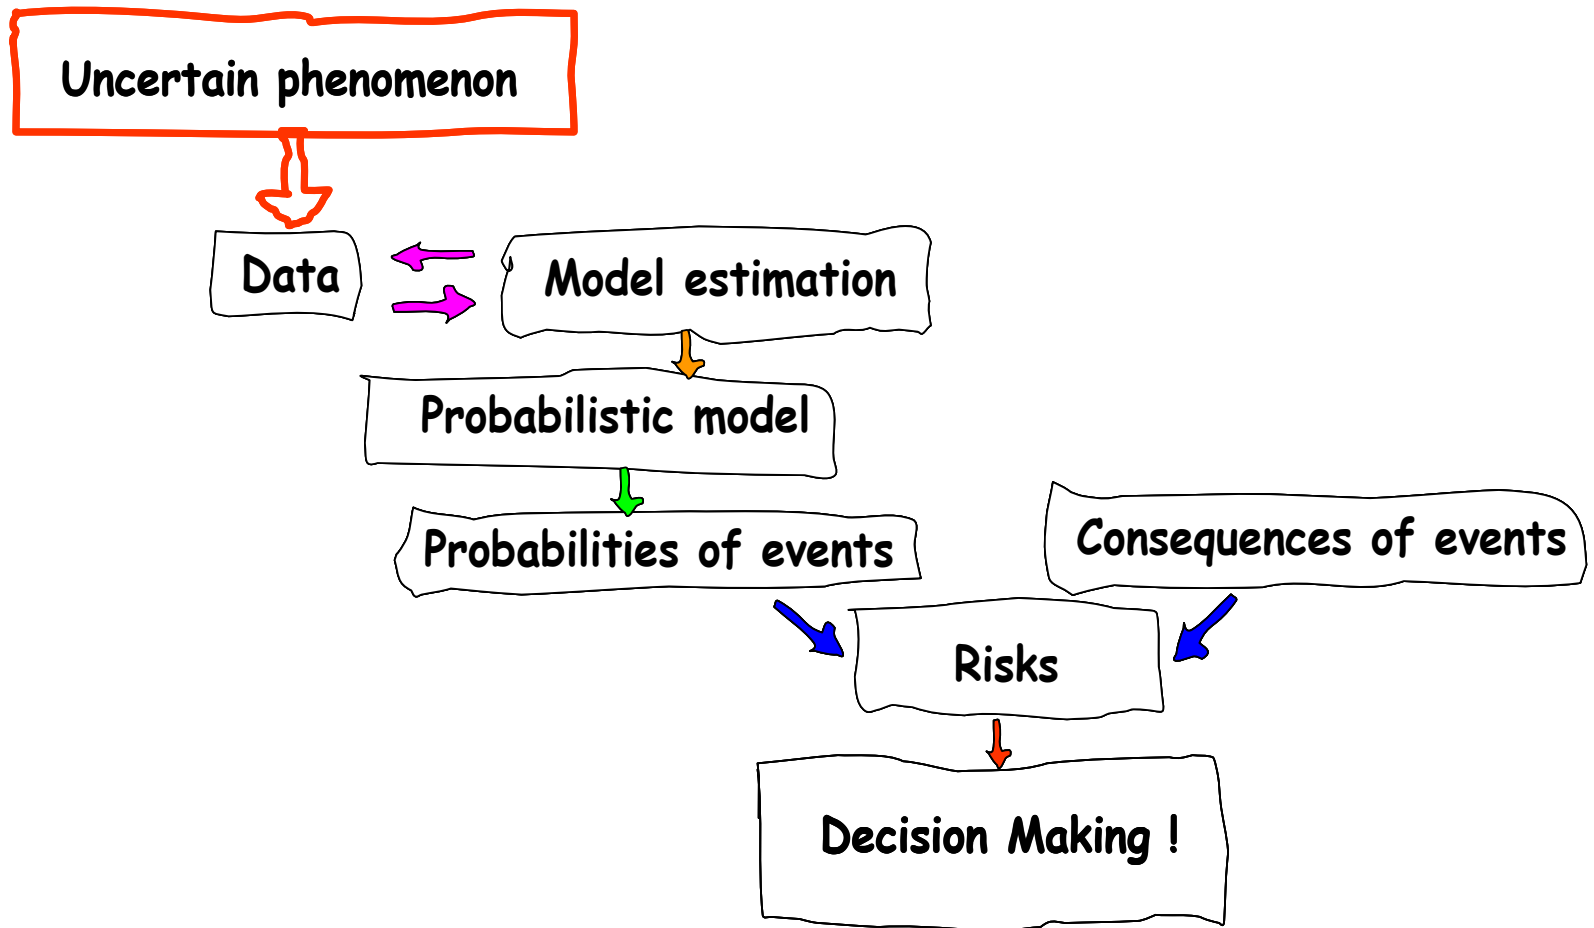 Uncertain phenomenon
Data
Model estimation
Probabilistic model
Probabilities of events
Consequences of events
Risks
Decision Making !